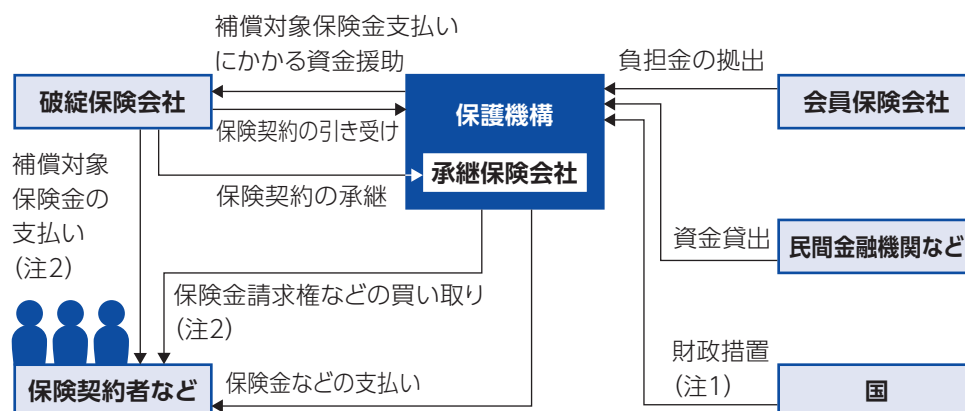 補償対象保険金支払い
にかかる資金援助
負担金の拠出
破綻保険会社
保護機構
会員保険会社
保険契約の引き受け
補償対象
保険金の
支払い
(注2)
承継保険会社
保険契約の承継
資金貸出
民間金融機関など
保険金請求権などの買い取り
(注2)
財政措置
(注1)
保険契約者など
保険金などの支払い
国